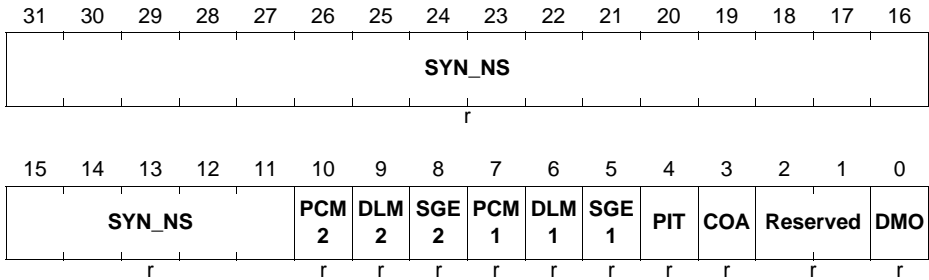 31 30 29 28 27 26 25 24 23 22 21 20 19 18 17 16
SYN_NS
r
15 14 13 12 11 10 9 8 7 6 5 4 3 2 1 0
SYN_NS PCM 2 DLM 2 SGE 2 PCM 1 DLM 1 SGE 1 PIT COA Reserved DMO
r r r r r r r r r r r